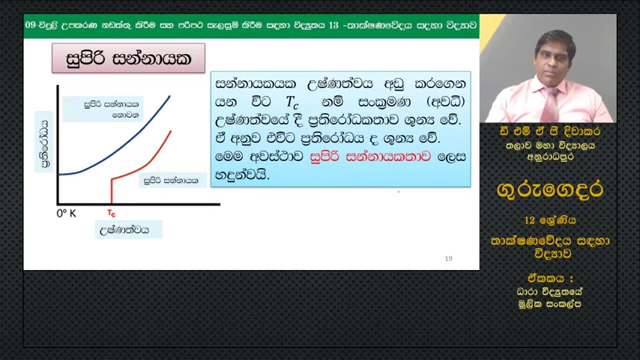 09-විදුලි උපකරණ නඩත්තු කිරීම සහ පරිපථ සැලසුම් කිරීම සඳහා විද්‍යුතය 13 -තාක්ෂණවේදය සඳහා විද්‍යාව
සුපිරි සන්නායක
ප්‍රතිරෝධය
සුපිරි සන්නායක
නොවන
සුපිරි සන්නායක
0° K
Tc
උෂ්ණත්වය
සන්නායකයක උෂ්ණත්වය අඩු කරගෙන
යන විට Tc නම් සංක්‍රමණ (අවධි)
උෂ්ණත්වයේ දී ප්‍රතිරෝධකතාව ශුන්‍ය වේ.
ඒ අනුව එවිට ප්‍රතිරෝධය ද ශුන්‍ය වේ.
මෙම අවස්ථාව සුපිරි සන්නායකතාව ලෙස
හඳුන්වයි.
19
ඩී එම් ඒ ජී දිවාකර
තලාව මහා විද්‍යාලය
අනුරාධපුර
ගුරුගෙදර
12 ශ්‍රේණිය
තාක්ෂණවේදය සඳහා
විද්‍යාව
ඒකකය :
ධාරා විද්‍යුතයේ
මූලික සංකල්ප